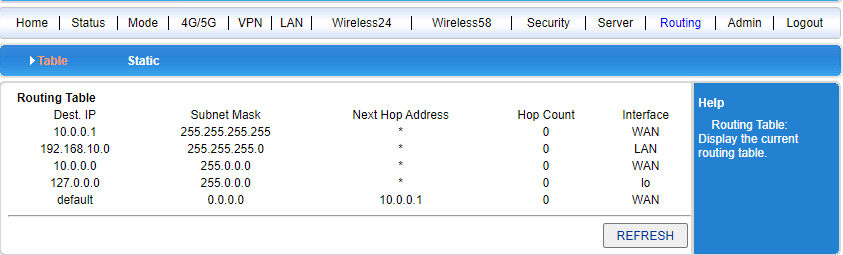 Home Status Mode 4G/5G VPN LAN Wireless24 Wireless58 Security Server Routing Admin Logout
Table Static
Routing Table
Dest. IP Subnet Mask Next Hop Address Hop Count Interface
10.0.0.1 255.255.255.255 * 0 WAN
192.168.10.0 255.255.255.0 * 0 LAN
10.0.0.0 255.0.0.0 * 0 WAN
127.0.0.0 255.0.0.0 * 0 lo
default 0.0.0.0 10.0.0.1 0 WAN
REFRESH
Help
Routing Table:
Display the current
routing table.